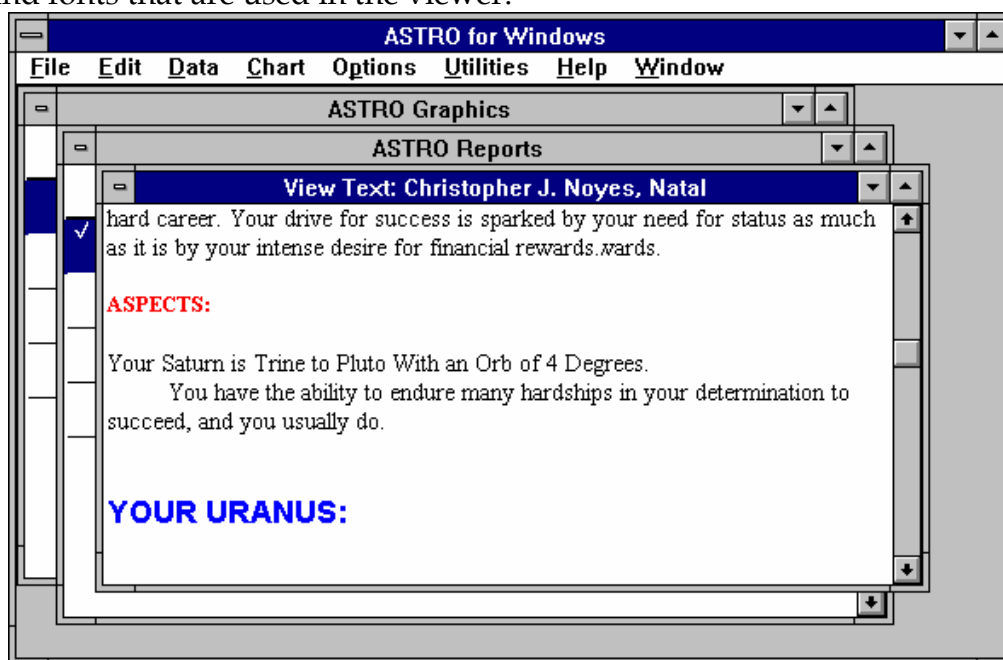 nd fonts that are used in the viewer.
ASTRO for Windows
File Edit Data Chart Options Utilities Help Window
ASTRO Graphics
ASTRO Reports
View Text: Christopher J. Noyes, Natal
hard career. Your drive for success is sparked by your need for status as much
as it is by your intense desire for financial rewards.wards.
ASPECTS:
Your Saturn is Trine to Pluto With an Orb of 4 Degrees.
You have the ability to endure many hardships in your determination to
succeed, and you usually do.
YOUR URANUS: